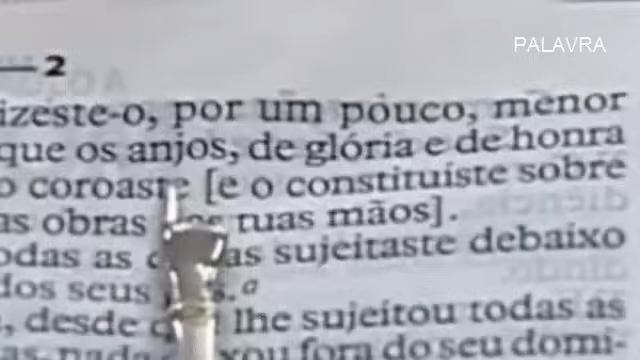 PALAVRA
2
izeste-o, por um pouco, menor
que os anjos, de glória e de honra
o coroaste [e o constituíste sobre
as obras tuas mãos].
odas as as sujeitaste debaixo
dos seus
, desde lhe sujeitou todas as
fora do seu domi-